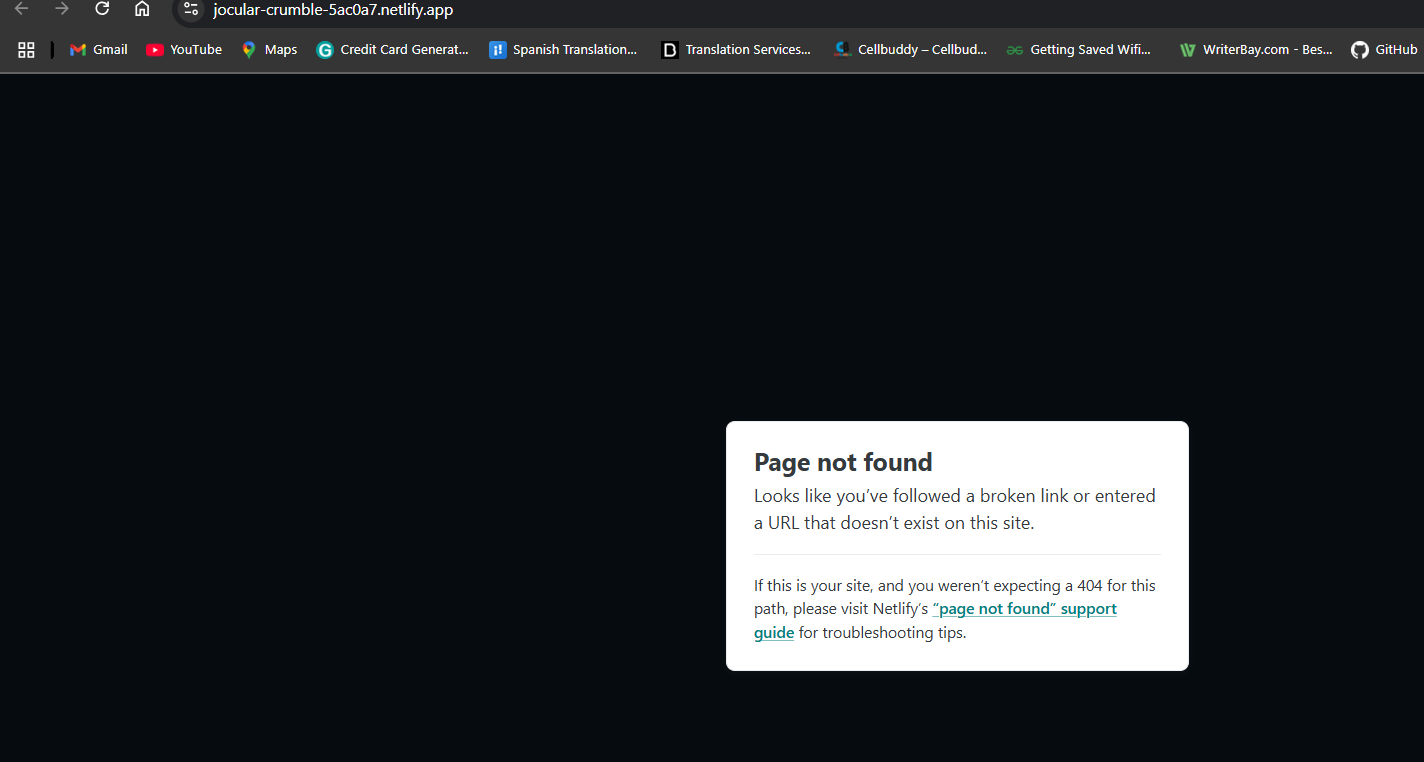 jocular-crumble-5ac0a7.netlify.app
Gmail YouTube Maps Credit Card Generat... Spanish Translation... Translation Services... Cellbuddy – Cellbud... Getting Saved Wifi... WriterBay.com - Bes... GitHub
Page not found
Looks like you’ve followed a broken link or entered
a URL that doesn’t exist on this site.
If this is your site, and you weren’t expecting a 404 for this
path, please visit Netlify’s “page not found” support
guide for troubleshooting tips.